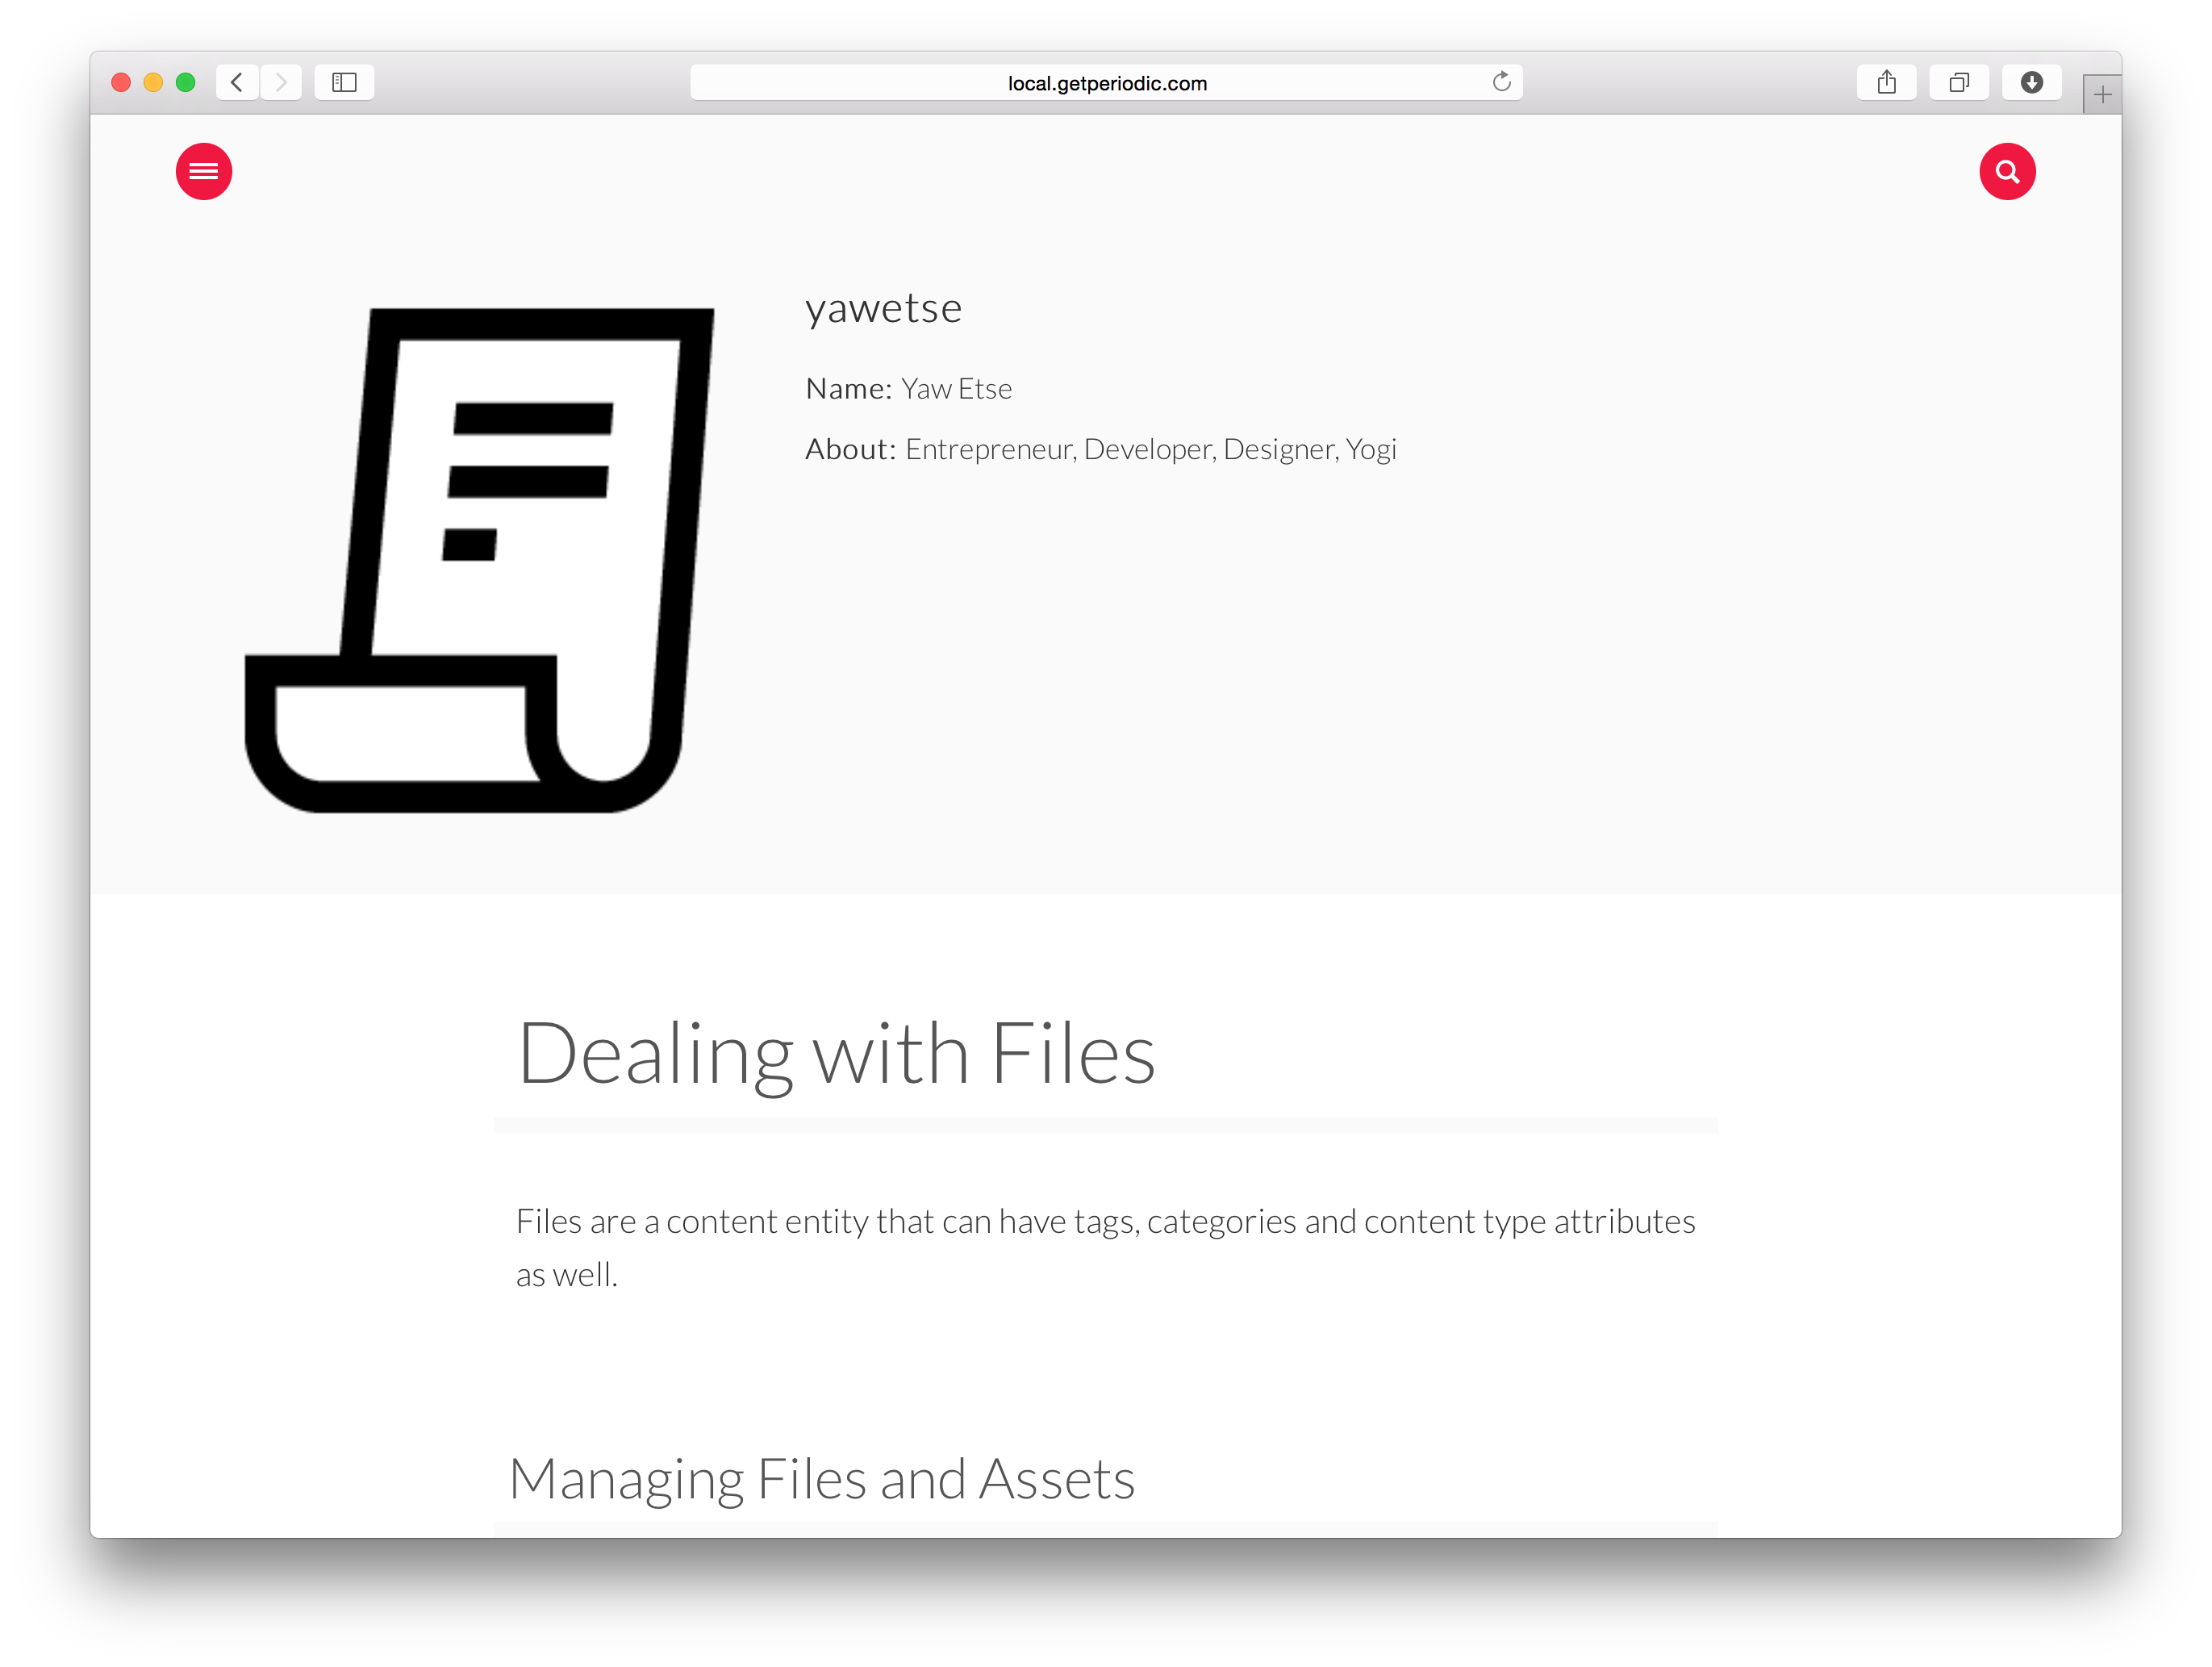 local.getperiodic.com
yawetse
Name: Yaw Etse
About: Entrepreneur, Developer, Designer, Yogi
Dealing with Files
Files are a content entity that can have tags, categories and content type attributes
as well.
Managing Files and Assets